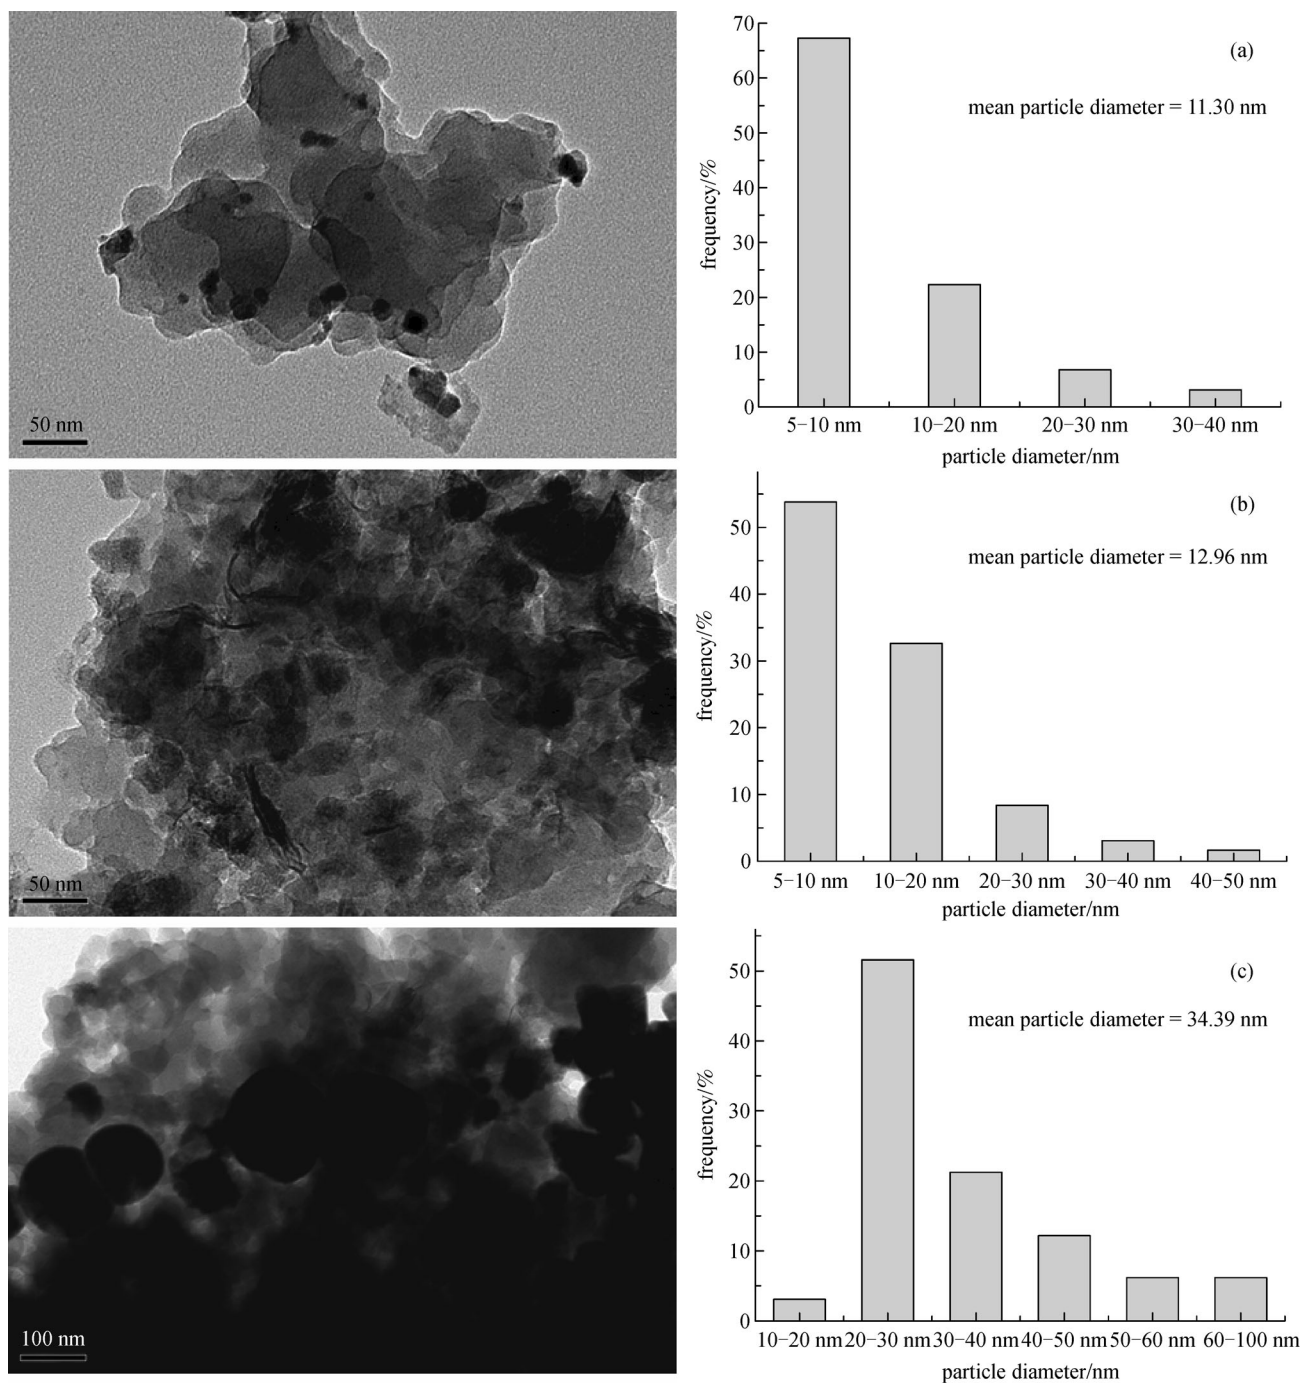 50 nm
70
60
50
40
30
20
10
0
frequency/%
(a)
mean particle diameter = 11.30 nm
5−10 nm 10−20 nm 20−30 nm 30−40 nm
particle diameter/nm
50 nm
50
40
30
20
10
0
frequency/%
(b)
mean particle diameter = 12.96 nm
5−10 nm 10−20 nm 20−30 nm 30−40 nm 40−50 nm
particle diameter/nm
100 nm
50
40
30
20
10
0
frequency/%
(c)
mean particle diameter = 34.39 nm
10−20 nm 20−30 nm 30−40 nm 40−50 nm 50−60 nm 60−100 nm
particle diameter/nm